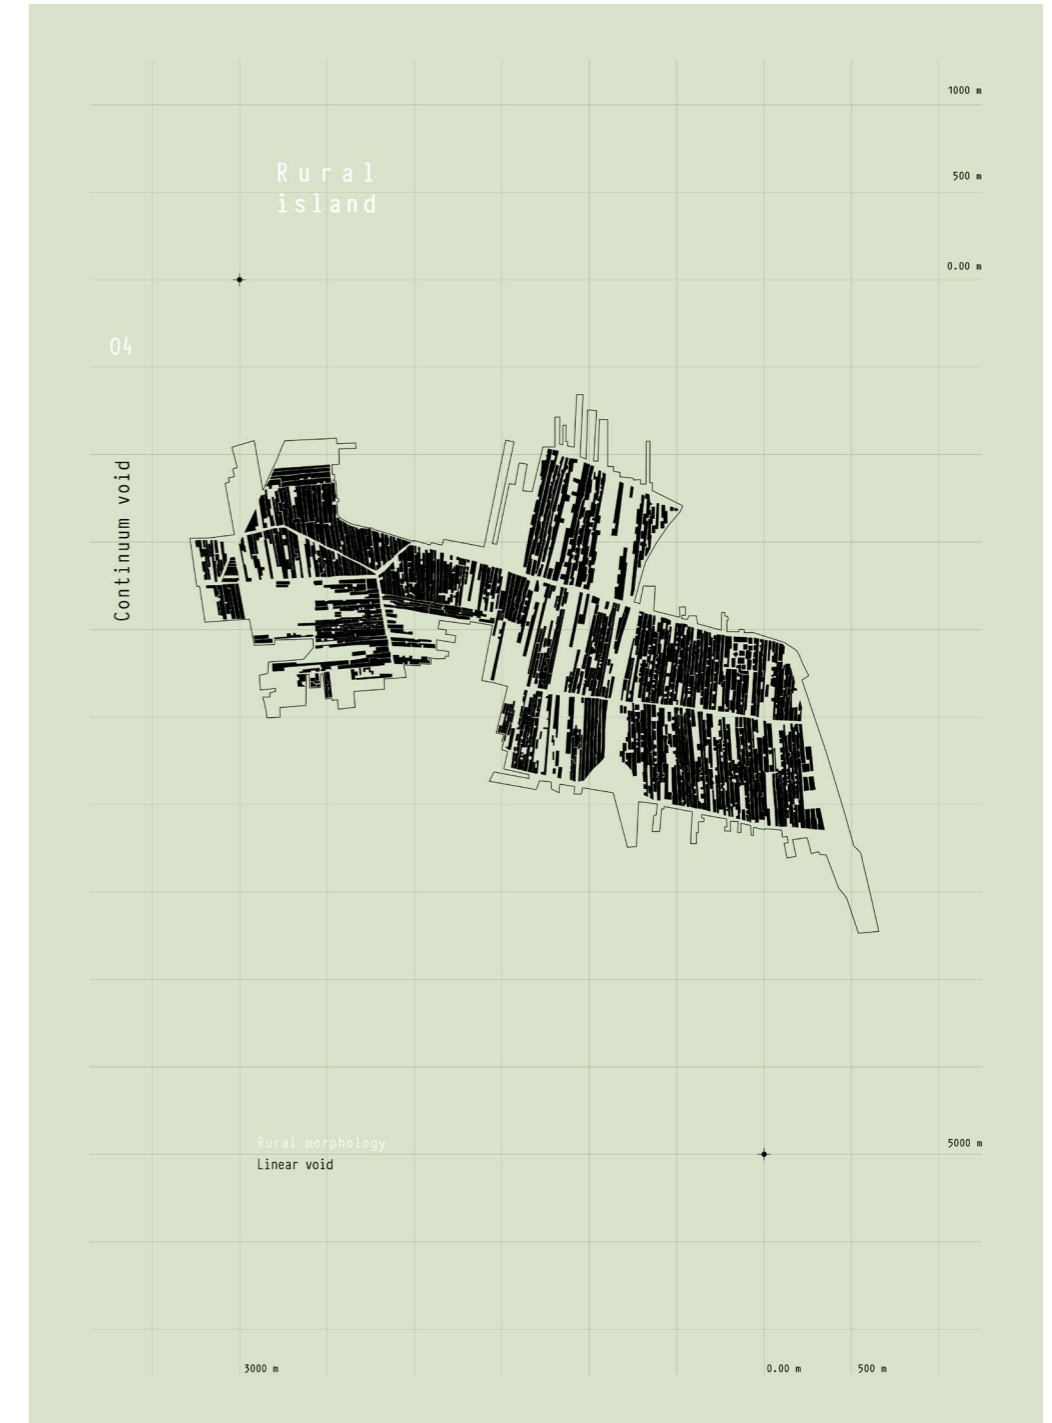 1000 m
Rural
island
500 m
0.00 m
04
Continuum void
Rural morphology
Linear void
5000 m
3000 m
0.00 m
500 m